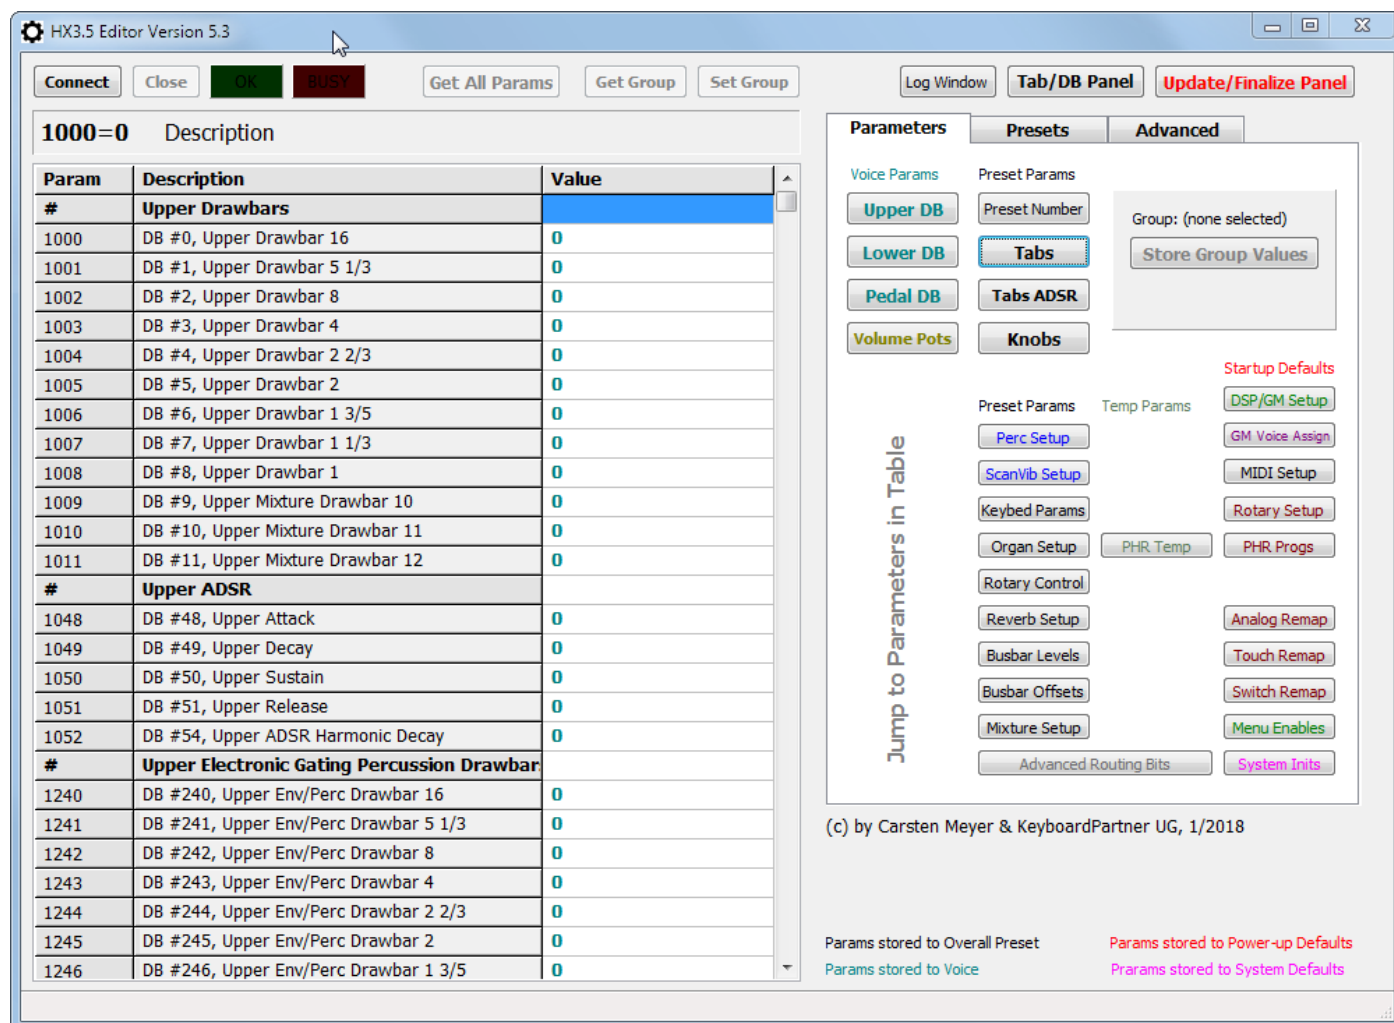 HX3.5 Editor Version 5.3
Connect Close OK BUSY Get All Params Get Group Set Group Log Window Tab/DB Panel Update/Finalize Panel
1000=0 Description
Param Description Value
# Upper Drawbars
1000 DB #0, Upper Drawbar 16 0
1001 DB #1, Upper Drawbar 5 1/3 0
1002 DB #2, Upper Drawbar 8 0
1003 DB #3, Upper Drawbar 4 0
1004 DB #4, Upper Drawbar 2 2/3 0
1005 DB #5, Upper Drawbar 2 0
1006 DB #6, Upper Drawbar 1 3/5 0
1007 DB #7, Upper Drawbar 1 1/3 0
1008 DB #8, Upper Drawbar 1 0
1009 DB #9, Upper Mixture Drawbar 10 0
1010 DB #10, Upper Mixture Drawbar 11 0
1011 DB #11, Upper Mixture Drawbar 12 0
# Upper ADSR
1048 DB #48, Upper Attack 0
1049 DB #49, Upper Decay 0
1050 DB #50, Upper Sustain 0
1051 DB #51, Upper Release 0
1052 DB #54, Upper ADSR Harmonic Decay 0
# Upper Electronic Gating Percussion Drawbar
1240 DB #240, Upper Env/Perc Drawbar 16 0
1241 DB #241, Upper Env/Perc Drawbar 5 1/3 0
1242 DB #242, Upper Env/Perc Drawbar 8 0
1243 DB #243, Upper Env/Perc Drawbar 4 0
1244 DB #244, Upper Env/Perc Drawbar 2 2/3 0
1245 DB #245, Upper Env/Perc Drawbar 2 0
1246 DB #246, Upper Env/Perc Drawbar 1 3/5 0
Parameters Presets Advanced
Voice Params Preset Params
Upper DB Preset Number
Group: (none selected)
Lower DB Tabs Store Group Values
Pedal DB Tabs ADSR
Volume Pots Knobs
Startup Defaults
DSP/GM Setup
Preset Params Temp Params
Perc Setup GM Voice Assign
ScanVib Setup MIDI Setup
Keybed Params Rotary Setup
Organ Setup PHR Temp PHR Progs
Rotary Control
Reverb Setup Analog Remap
Busbar Levels Touch Remap
Busbar Offsets Switch Remap
Mixture Setup Menu Enables
Advanced Routing Bits System Inits
Jump to Parameters in Table
(c) by Carsten Meyer & KeyboardPartner UG, 1/2018
Params stored to Overall Preset Params stored to Power-up Defaults
Params stored to Voice Prarams stored to System Defaults